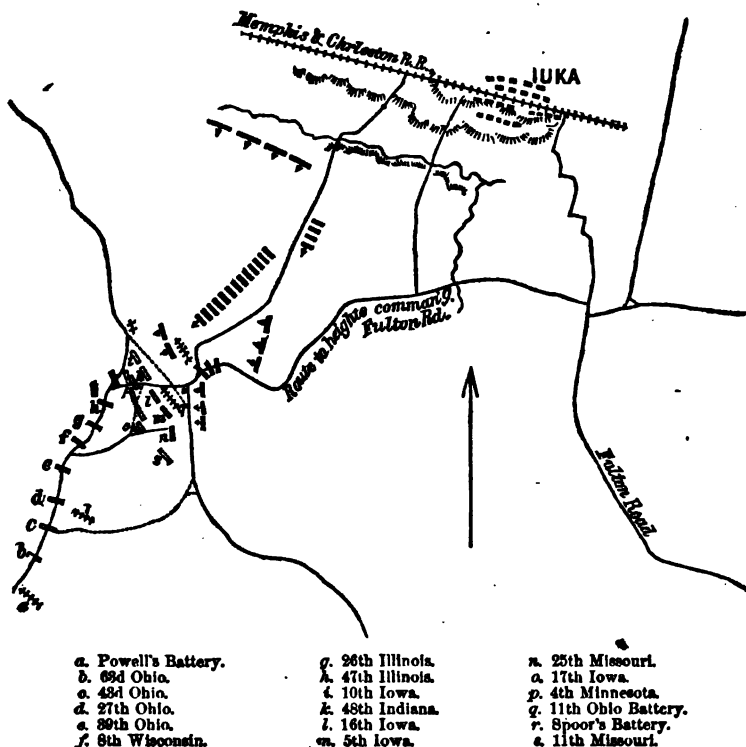 Memphis & Chrleston R.R.
IUKA
Route to heights comman'g.
Fulton Rd.
Fulton Road
k
g
f
e
d
l
c
b
a
l
m
n
s
a. Powell's Battery.
b. 63d Ohio.
c. 43d Ohio.
d. 27th Ohio.
e. 39th Ohio.
f. 8th Wisconsin.
g. 26th Illinois.
h. 47th Illinois.
i. 10th Iowa.
k. 48th Indiana.
l. 16th Iowa.
m. 5th Iowa.
n. 25th Missouri.
o. 17th Iowa.
p. 4th Minnesota.
q. 11th Ohio Battery.
r. Spoor's Battery.
s. 11th Missouri.